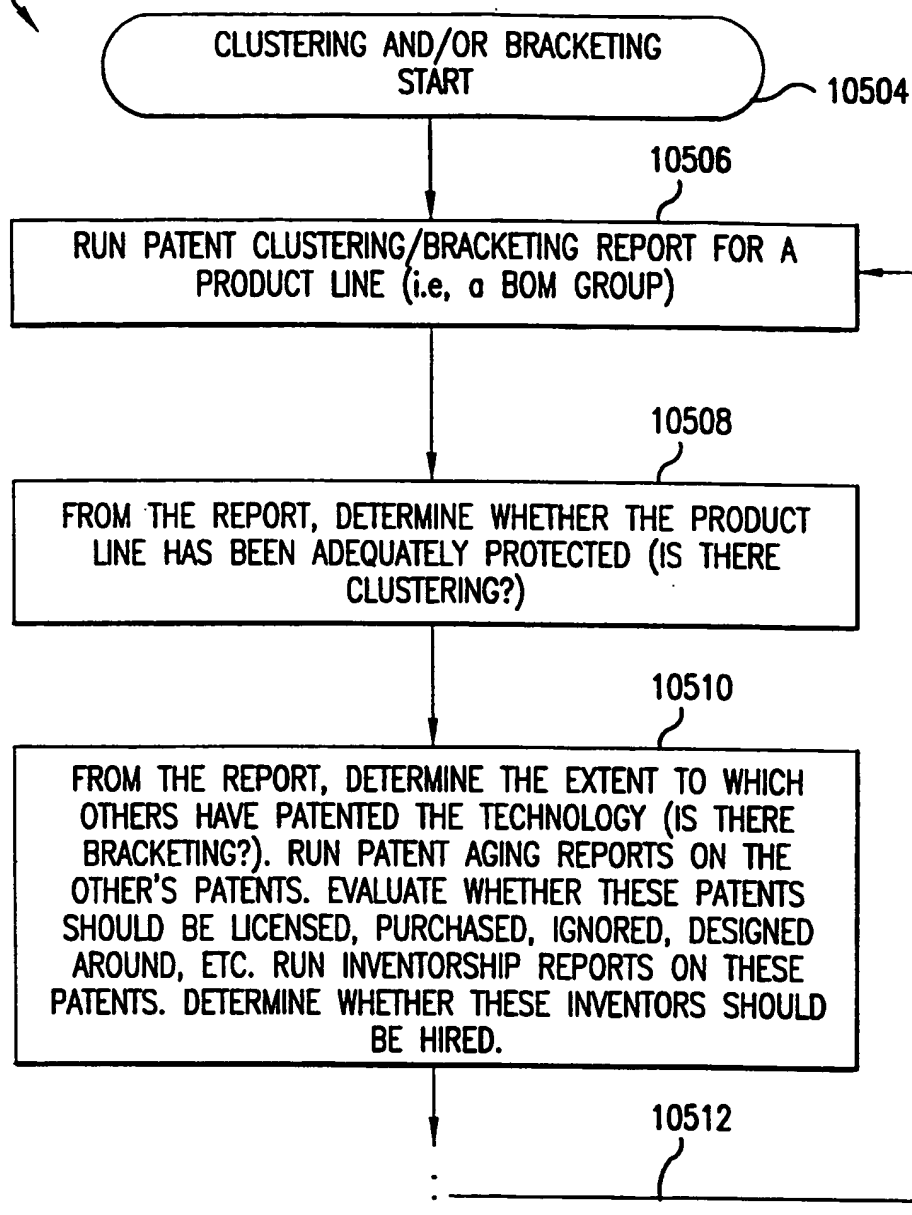 CLUSTERING AND/OR BRACKETING
START
10504
10506
RUN PATENT CLUSTERING/BRACKETING REPORT FOR A
PRODUCT LINE (i.e, a BOM GROUP)
10508
FROM THE REPORT, DETERMINE WHETHER THE PRODUCT
LINE HAS BEEN ADEQUATELY PROTECTED (IS THERE
CLUSTERING?)
10510
FROM THE REPORT, DETERMINE THE EXTENT TO WHICH
OTHERS HAVE PATENTED THE TECHNOLOGY (IS THERE
BRACKETING?). RUN PATENT AGING REPORTS ON THE
OTHER'S PATENTS. EVALUATE WHETHER THESE PATENTS
SHOULD BE LICENSED, PURCHASED, IGNORED, DESIGNED
AROUND, ETC. RUN INVENTORSHIP REPORTS ON THESE
PATENTS. DETERMINE WHETHER THESE INVENTORS SHOULD
BE HIRED.
10512